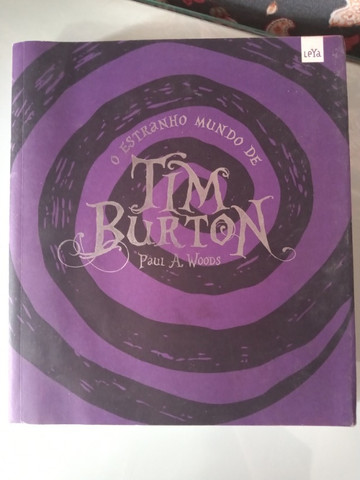 LeYa
O ESTRANHO MUNDO DE
TIM
BURTON
PAUL A. WOODS